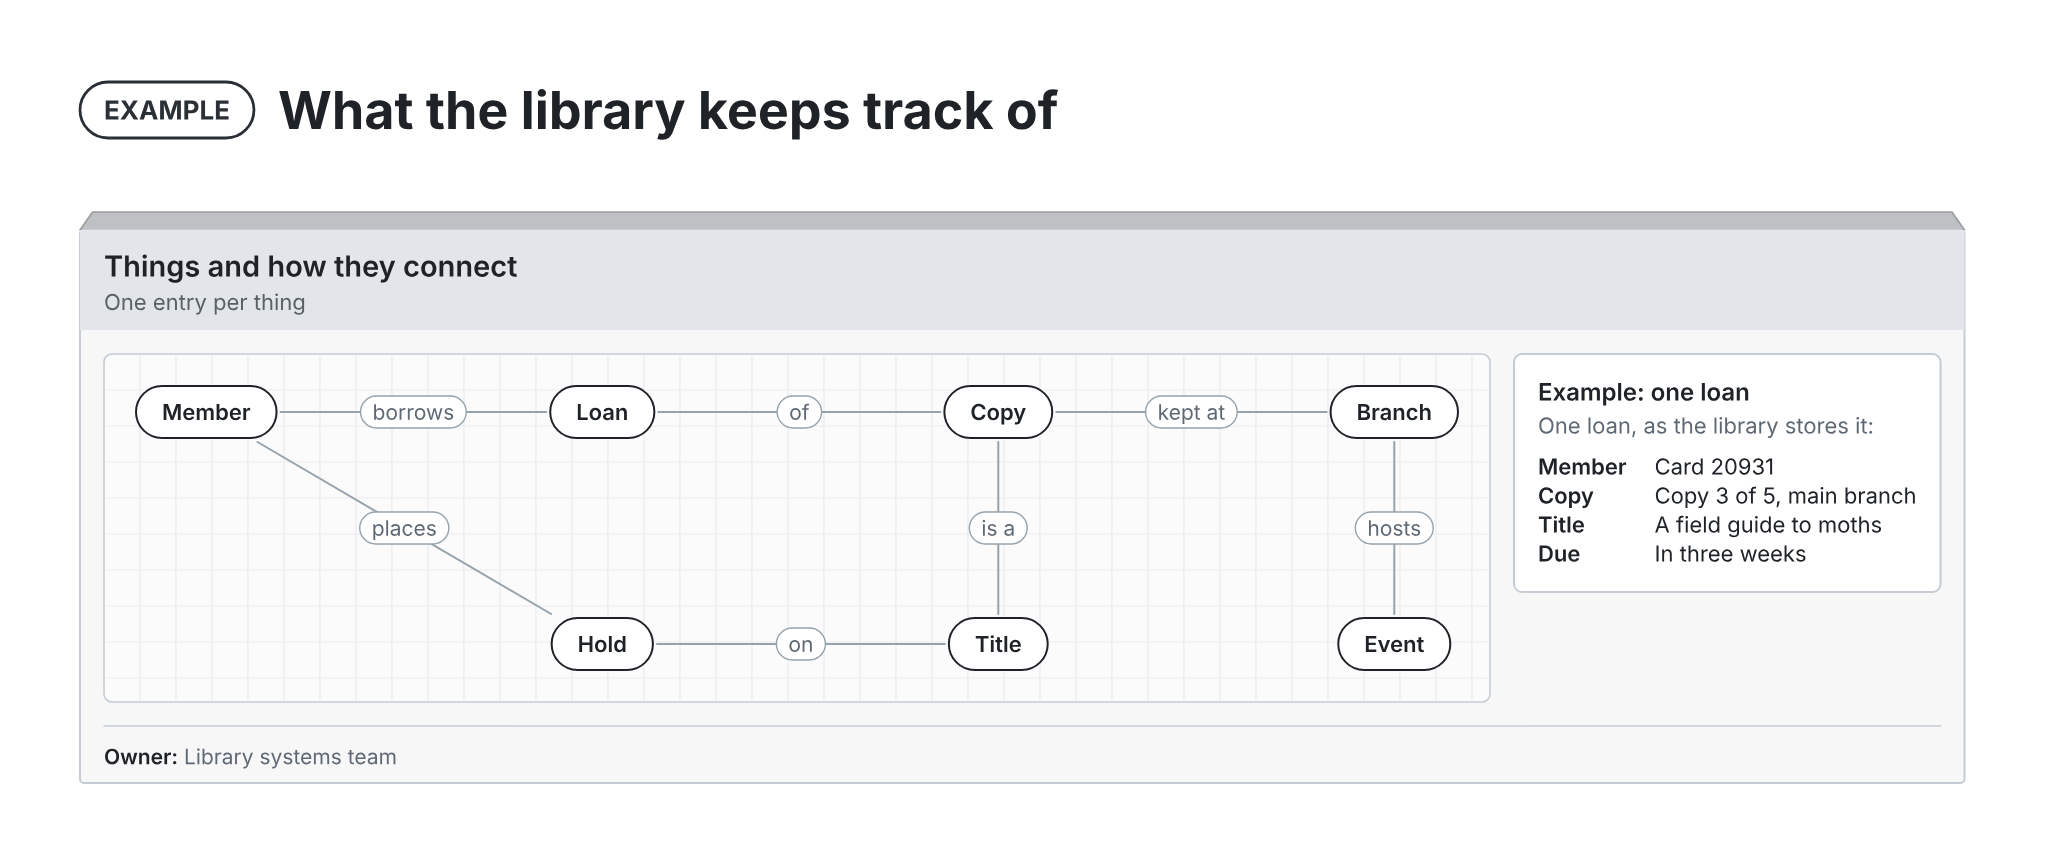 EXAMPLE What the library keeps track of
Things and how they connect
One entry per thing
Member borrows Loan of Copy kept at Branch
places is a hosts
Hold on Title Event
Example: one loan
One loan, as the library stores it:
Member Card 20931
Copy Copy 3 of 5, main branch
Title A field guide to moths
Due In three weeks
Owner: Library systems team